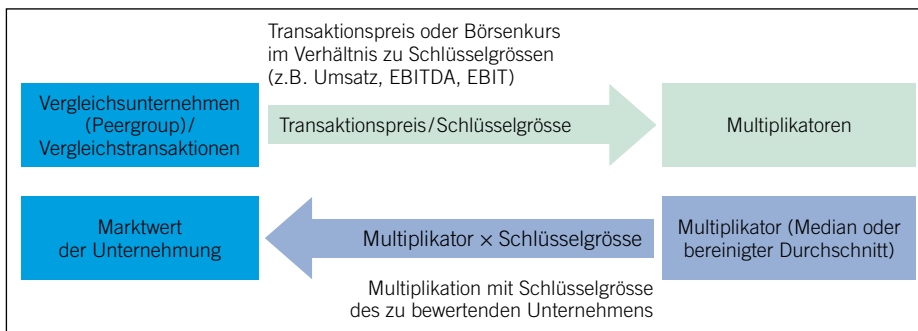 Transaktionspreis oder Börsenkurs
im Verhältnis zu Schlüsselgrössen
(z.B. Umsatz, EBITDA, EBIT)
Vergleichsunternehmen
(Peergroup)/
Vergleichstransaktionen
Transaktionspreis/Schlüsselgrösse
Multiplikatoren
Marktwert
der Unternehmung
Multiplikator × Schlüsselgrösse
Multiplikator (Median oder
bereinigter Durchschnitt)
Multiplikation mit Schlüsselgrösse
des zu bewertenden Unternehmens